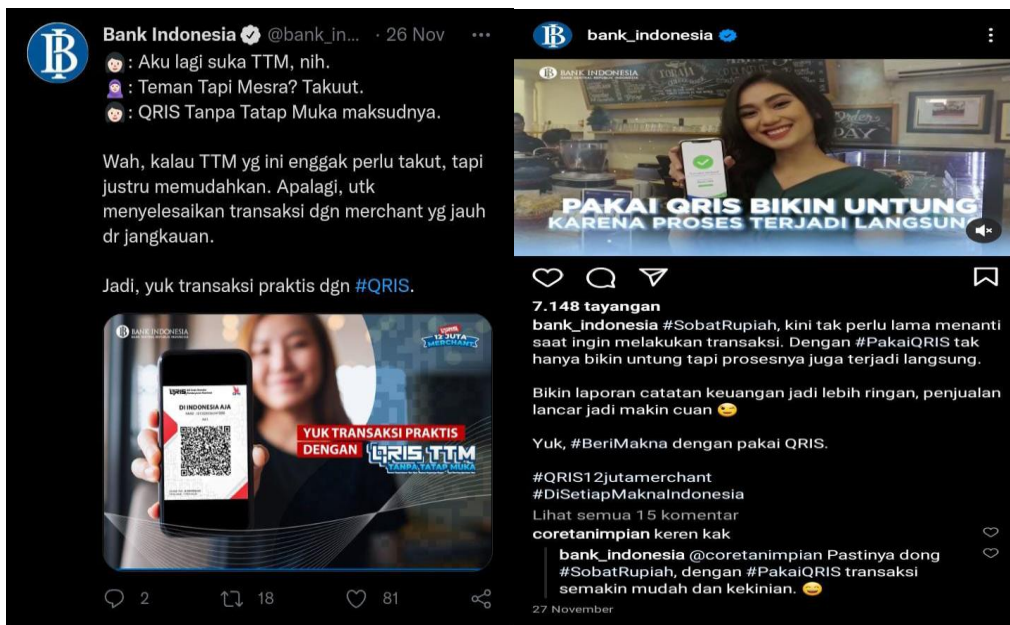 Bank Indonesia @bank_in... · 26 Nov
: Aku lagi suka TTM, nih.
: Teman Tapi Mesra? Takuut.
: QRIS Tanpa Tatap Muka maksudnya.
Wah, kalau TTM yg ini enggak perlu takut, tapi
justru memudahkan. Apalagi, utk
menyelesaikan transaksi dgn merchant yg jauh
dr jangkauan.
Jadi, yuk transaksi praktis dgn #QRIS.
BANK INDONESIA
12 JUTA
MERCHANT
QRIS
DI INDONESIA AJA
YUK TRANSAKSI PRAKTIS
DENGAN QRIS TTM
TANPA TATAP MUKA
2 18 81
bank_indonesia
BANK INDONESIA
PAKAI QRIS BIKIN UNTUNG
KARENA PROSES TERJADI LANGSUNG
7.148 tayangan
bank_indonesia #SobatRupiah, kini tak perlu lama menanti
saat ingin melakukan transaksi. Dengan #PakaiQRIS tak
hanya bikin untung tapi prosesnya juga terjadi langsung.
Bikin laporan catatan keuangan jadi lebih ringan, penjualan
lancar jadi makin cuan 😉
Yuk, #BeriMakna dengan pakai QRIS.
#QRIS12jutamerchant
#DiSetiapMaknaIndonesia
Lihat semua 15 komentar
coretanimpian keren kak
bank_indonesia @coretanimpian Pastinya dong
#SobatRupiah, dengan #PakaiQRIS transaksi
semakin mudah dan kekinian. 😄
27 November